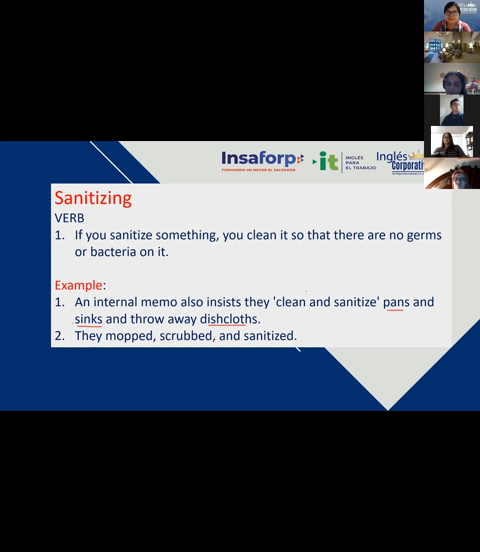 Insaforp
FORMANDO UN MEJOR EL SALVADOR
it
INGLÉS
PARA
EL TRABAJO
Inglés
Corporati
Sanitizing
VERB
1. If you sanitize something, you clean it so that there are no germs
or bacteria on it.
Example:
1. An internal memo also insists they 'clean and sanitize' pans and
sinks and throw away dishcloths.
2. They mopped, scrubbed, and sanitized.